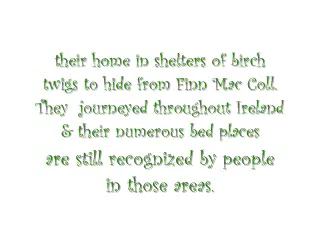 their home in shelters of birch
twigs to hide from Finn Mac Coll.
They journeyed throughout Ireland
& their numerous bed places
are still recognized by people
in those areas.